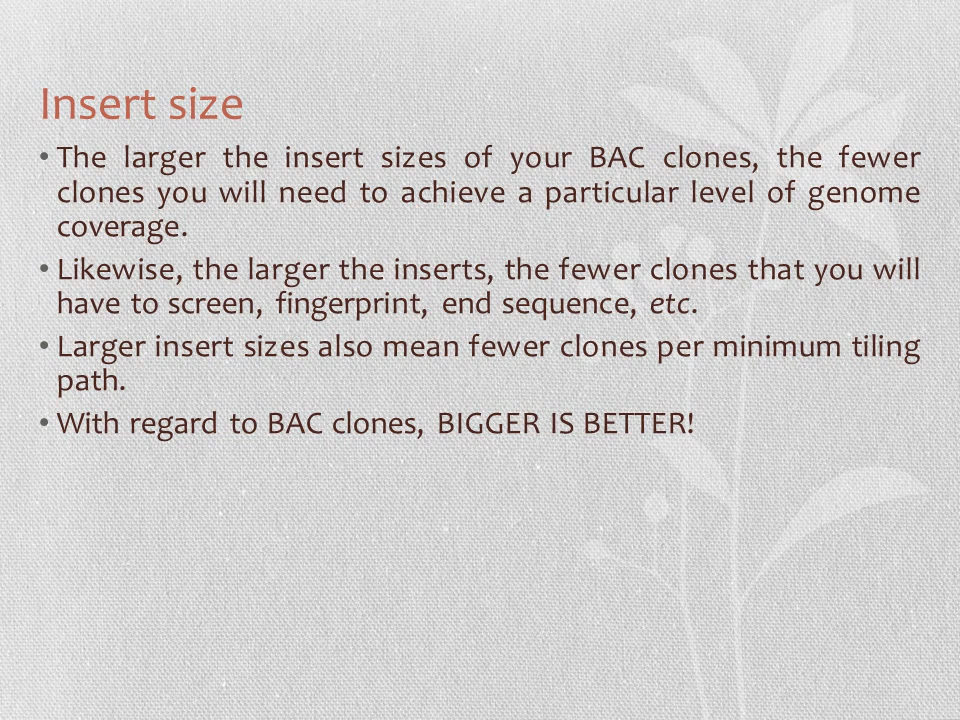 Insert size
• The larger the insert sizes of your BAC clones, the fewer
clones you will need to achieve a particular level of genome
coverage.
• Likewise, the larger the inserts, the fewer clones that you will
have to screen, fingerprint, end sequence, etc.
• Larger insert sizes also mean fewer clones per minimum tiling
path.
• With regard to BAC clones, BIGGER IS BETTER!